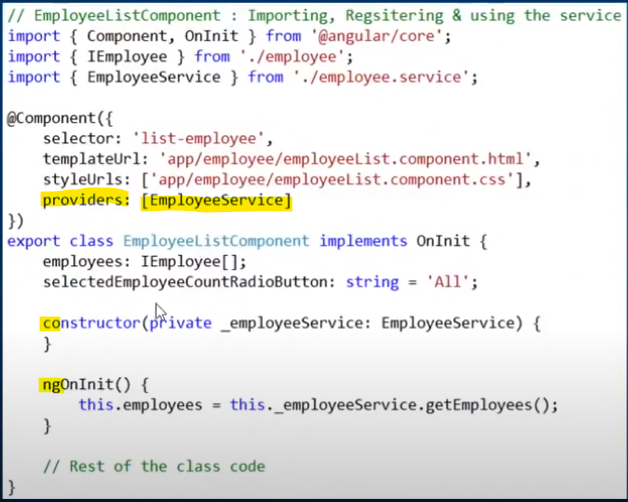 // EmployeeListComponent : Importing, Regsitering & using the service
import { Component, OnInit } from '@angular/core';
import { IEmployee } from './employee';
import { EmployeeService } from './employee.service';

@Component({
    selector: 'list-employee',
    templateUrl: 'app/employee/employeeList.component.html',
    styleUrls: ['app/employee/employeeList.component.css'],
    providers: [EmployeeService]
})
export class EmployeeListComponent implements OnInit {
    employees: IEmployee[];
    selectedEmployeeCountRadioButton: string = 'All';

    constructor(private _employeeService: EmployeeService) {
    }

    ngOnInit() {
        this.employees = this._employeeService.getEmployees();
    }

    // Rest of the class code
}